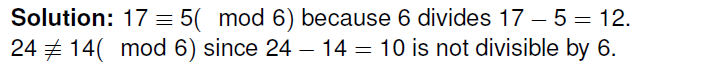 Solution: 17 ≡ 5( mod 6) because 6 divides 17 – 5 = 12.
24 ≢ 14( mod 6) since 24 – 14 = 10 is not divisible by 6.